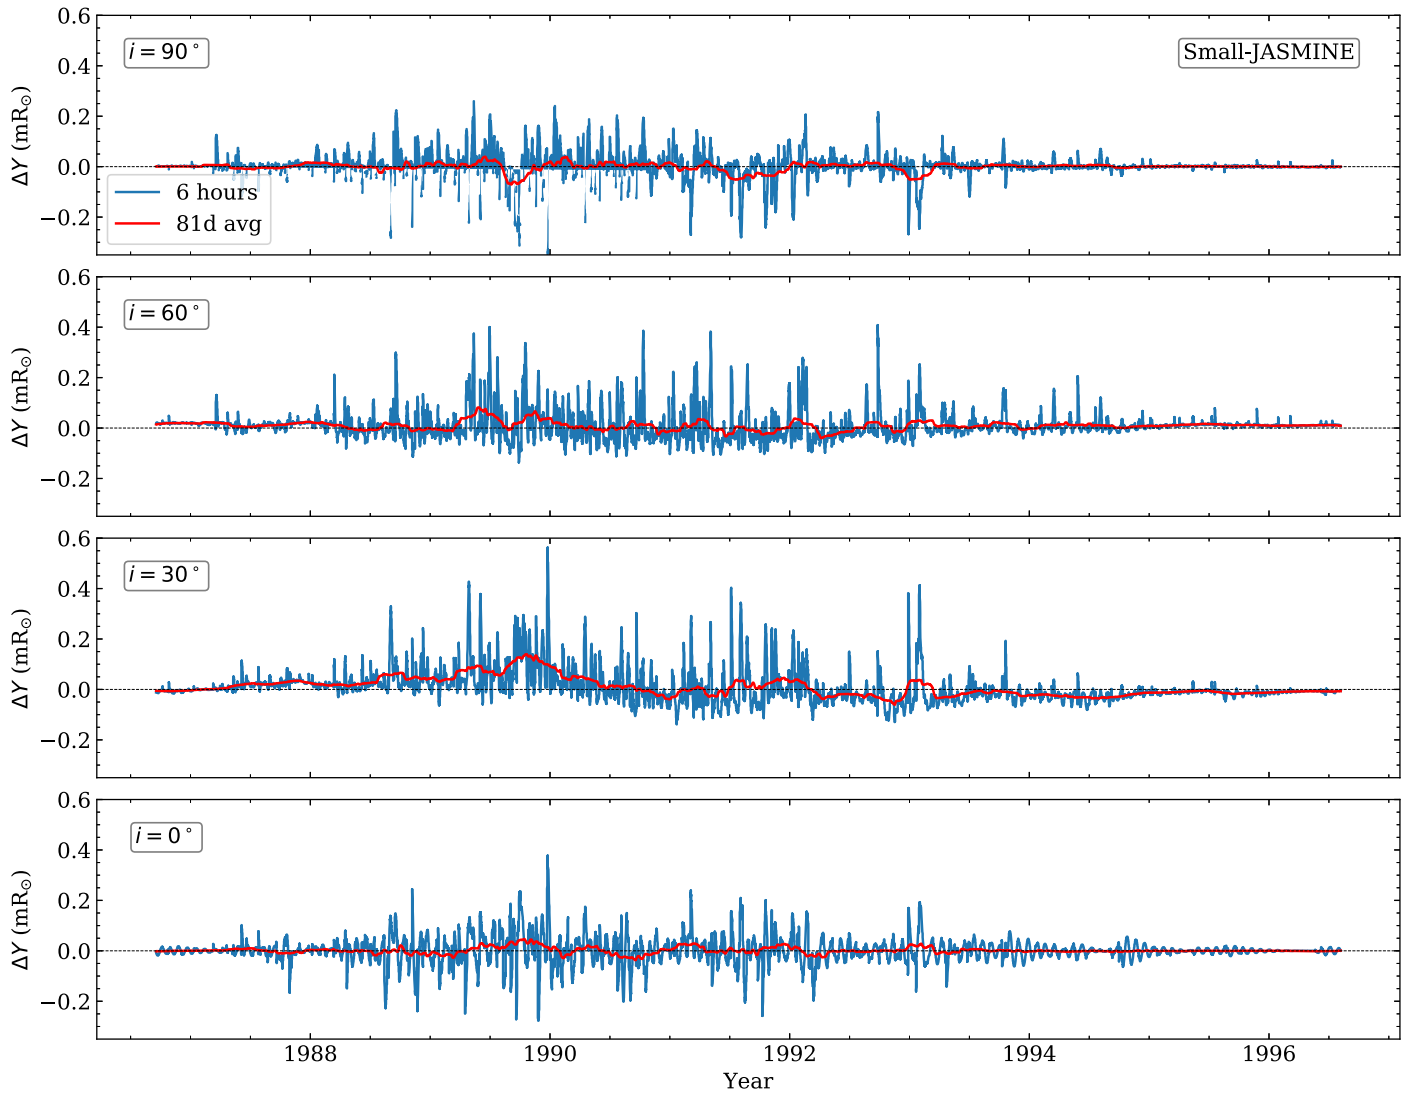 0.6
i = 90°
Small-JASMINE
0.4
0.2
0.0
−0.2
ΔY (mR☉)
6 hours
81d avg
0.6
i = 60°
0.4
0.2
0.0
−0.2
ΔY (mR☉)
0.6
i = 30°
0.4
0.2
0.0
−0.2
ΔY (mR☉)
0.6
i = 0°
0.4
0.2
0.0
−0.2
ΔY (mR☉)
1988 1990 1992 1994 1996
Year